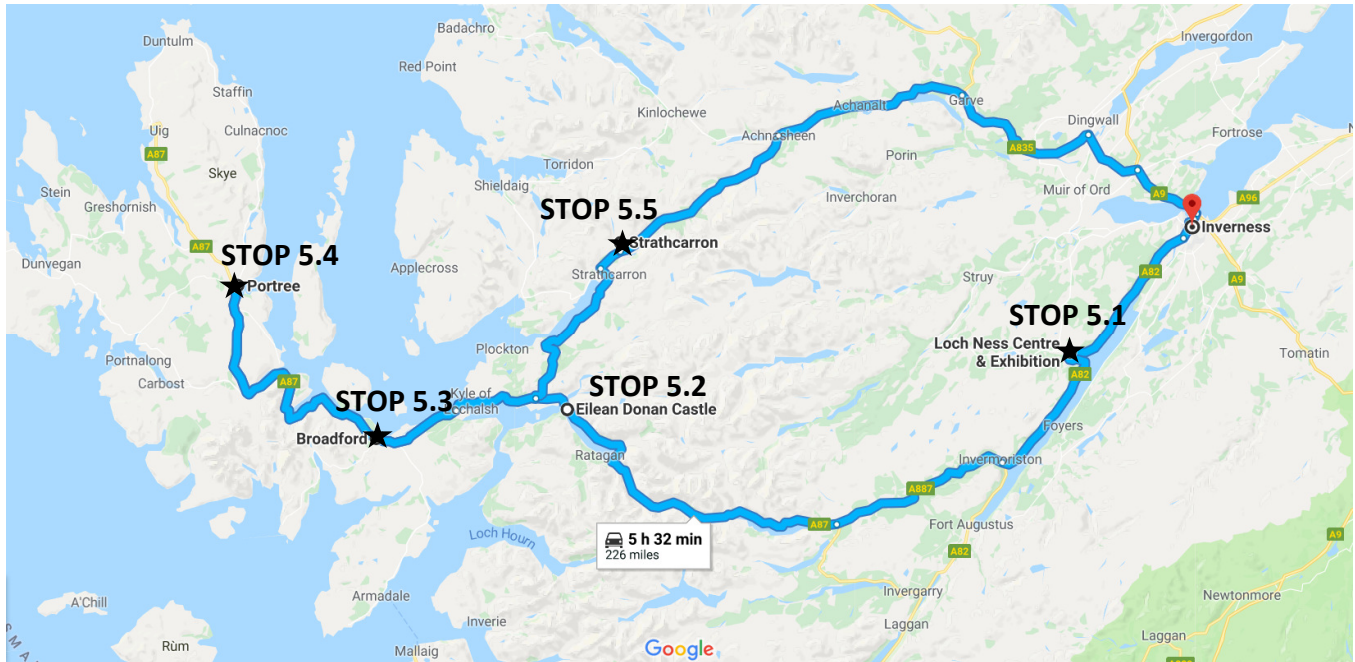 Badachro
Invergordon
Duntulm
Red Point
Staffin
Kinlochewe
Achanalt
Garve
Uig
Culnacnoc
Achnasheen
Dingwall
Fortrose
A87
Torridon
Porin
A835
Skye
Shieldaig
Muir of Ord
A9
A96
Stein
Greshornish
Inverchoran
STOP 5.5
Inverness
Strathcarron
A87
STOP 5.4
Dunvegan
Applecross
Strathcarron
Struy
A82
A9
Portree
STOP 5.1
Loch Ness Centre
& Exhibition
Plockton
Tomatin
Portnalong
Carbost
A87
A82
STOP 5.2
Kyle of
Lochalsh
STOP 5.3
Eilean Donan Castle
Broadford
Foyers
Ratagan
Invermoriston
A887
A87
Fort Augustus
Loch Hourn
5 h 32 min
226 miles
A82
A9
Invergarry
A'Chill
Armadale
Newtonmore
Inverie
Laggan
Laggan
Rùm
Mallaig
Google